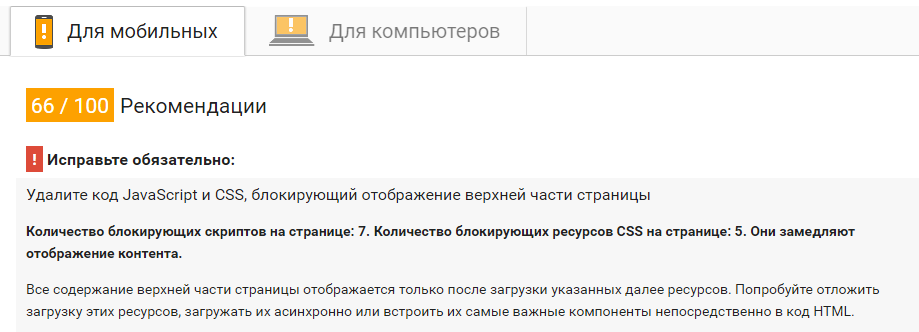 Для мобильных
Для компьютеров
66 / 100 Рекомендации
! Исправьте обязательно:
Удалите код JavaScript и CSS, блокирующий отображение верхней части страницы
Количество блокирующих скриптов на странице: 7. Количество блокирующих ресурсов CSS на странице: 5. Они замедляют
отображение контента.
Все содержание верхней части страницы отображается только после загрузки указанных далее ресурсов. Попробуйте отложить
загрузку этих ресурсов, загружать их асинхронно или встроить их самые важные компоненты непосредственно в код HTML.